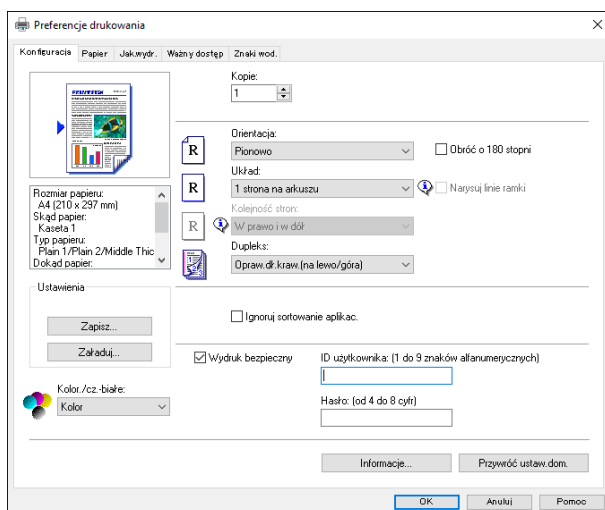 Preferencje drukowania
Konfiguracja Papier Jak.wydr. Ważny dostęp Znaki wod.
Kopie:
1
Orientacja:
R
Pionowo
Obróć o 180 stopni
Układ:
R
1 strona na arkuszu
Narysuj linie ramki
Kolejność stron:
R
W prawo i w dół
Dupleks:
Opraw.dł.kraw.(na lewo/góra)
Rozmiar papieru:
A4 (210 x 297 mm)
Skąd papier:
Kaseta 1
Typ papieru:
Plain 1/Plain 2/Middle Thic
Dokąd papier:
Ustawienia
Zapisz...
Załaduj...
Ignoruj sortowanie aplikac.
Wydruk bezpieczny
ID użytkownika: (1 do 9 znaków alfanumerycznych)
Hasło: (od 4 do 8 cyfr)
Kolor./cz.-białe:
Kolor
Informacje... Przywróć ustaw.dom.
OK Anuluj Pomoc